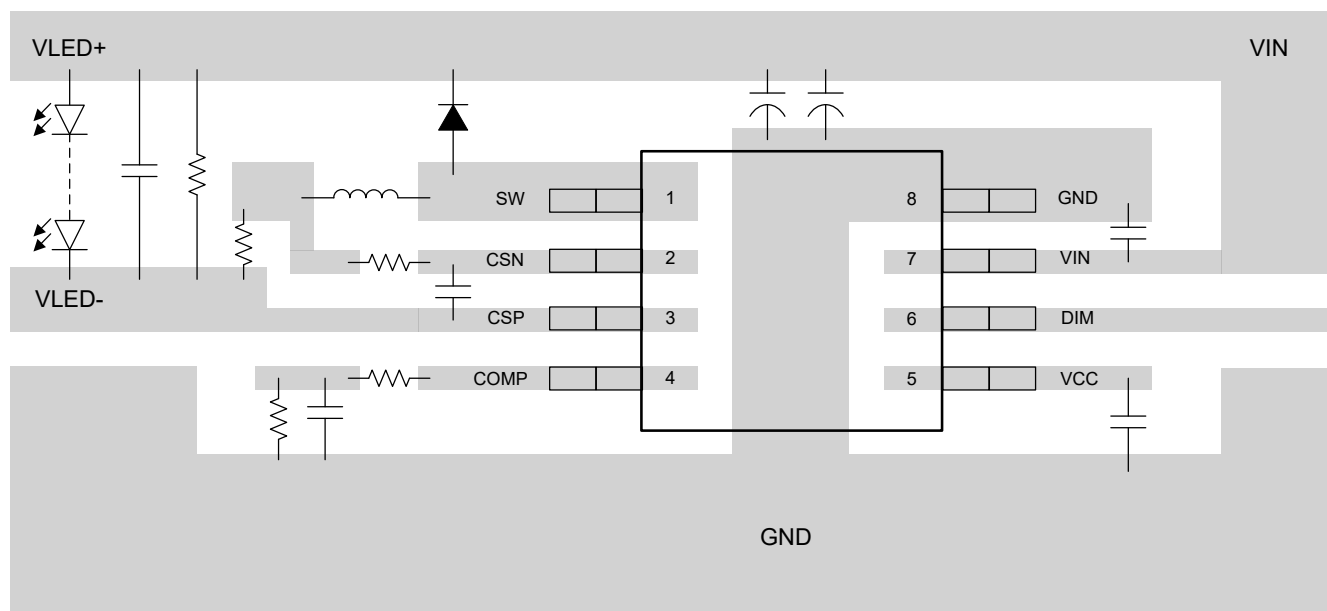 VLED+ VIN
SW 1 8 GND
CSN 2 7 VIN
VLED-
CSP 3 6 DIM
COMP 4 5 VCC
GND